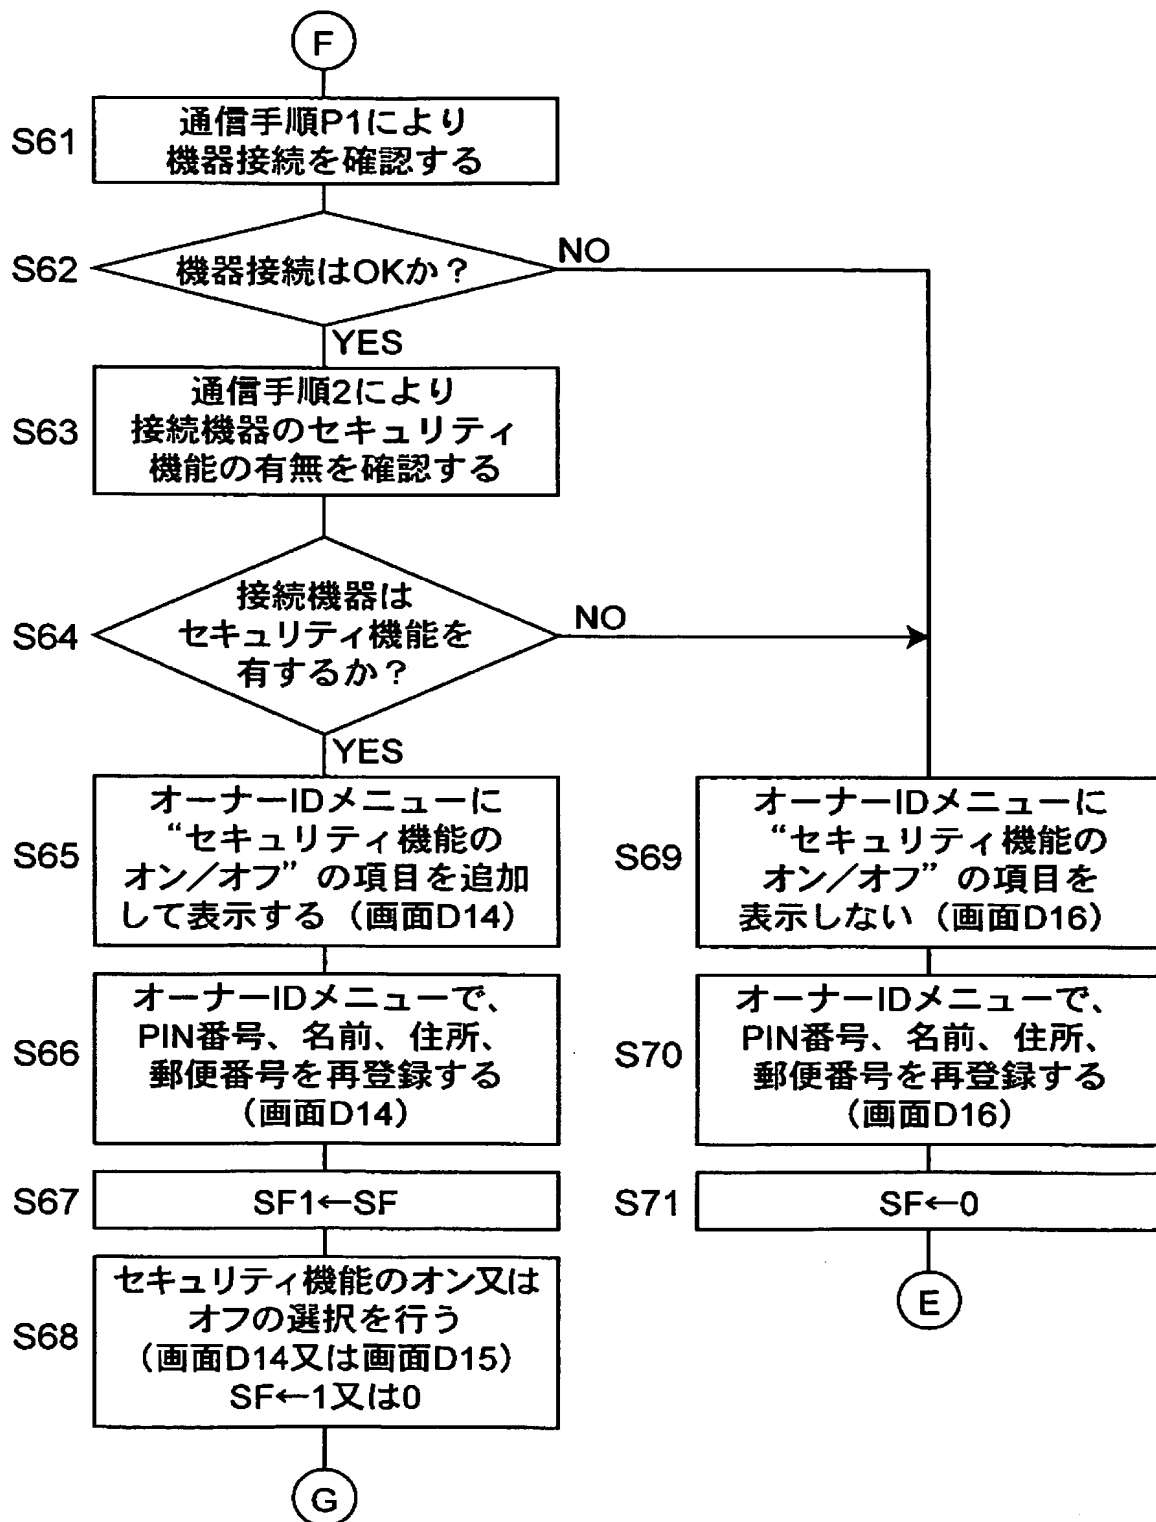 F
S61
通信手順P1により
機器接続を確認する
S62
機器接続はOKか？
NO
YES
S63
通信手順2により
接続機器のセキュリティ
機能の有無を確認する
S64
接続機器は
セキュリティ機能を
有するか？
NO
YES
S65
オーナーIDメニューに
“セキュリティ機能の
オン／オフ”の項目を追加
して表示する（画面D14）
S66
オーナーIDメニューで、
PIN番号、名前、住所、
郵便番号を再登録する
（画面D14）
S67
SF1←SF
S68
セキュリティ機能のオン又は
オフの選択を行う
（画面D14又は画面D15）
SF←1又は0
G
S69
オーナーIDメニューに
“セキュリティ機能の
オン／オフ”の項目を
表示しない（画面D16）
S70
オーナーIDメニューで、
PIN番号、名前、住所、
郵便番号を再登録する
（画面D16）
S71
SF←0
E